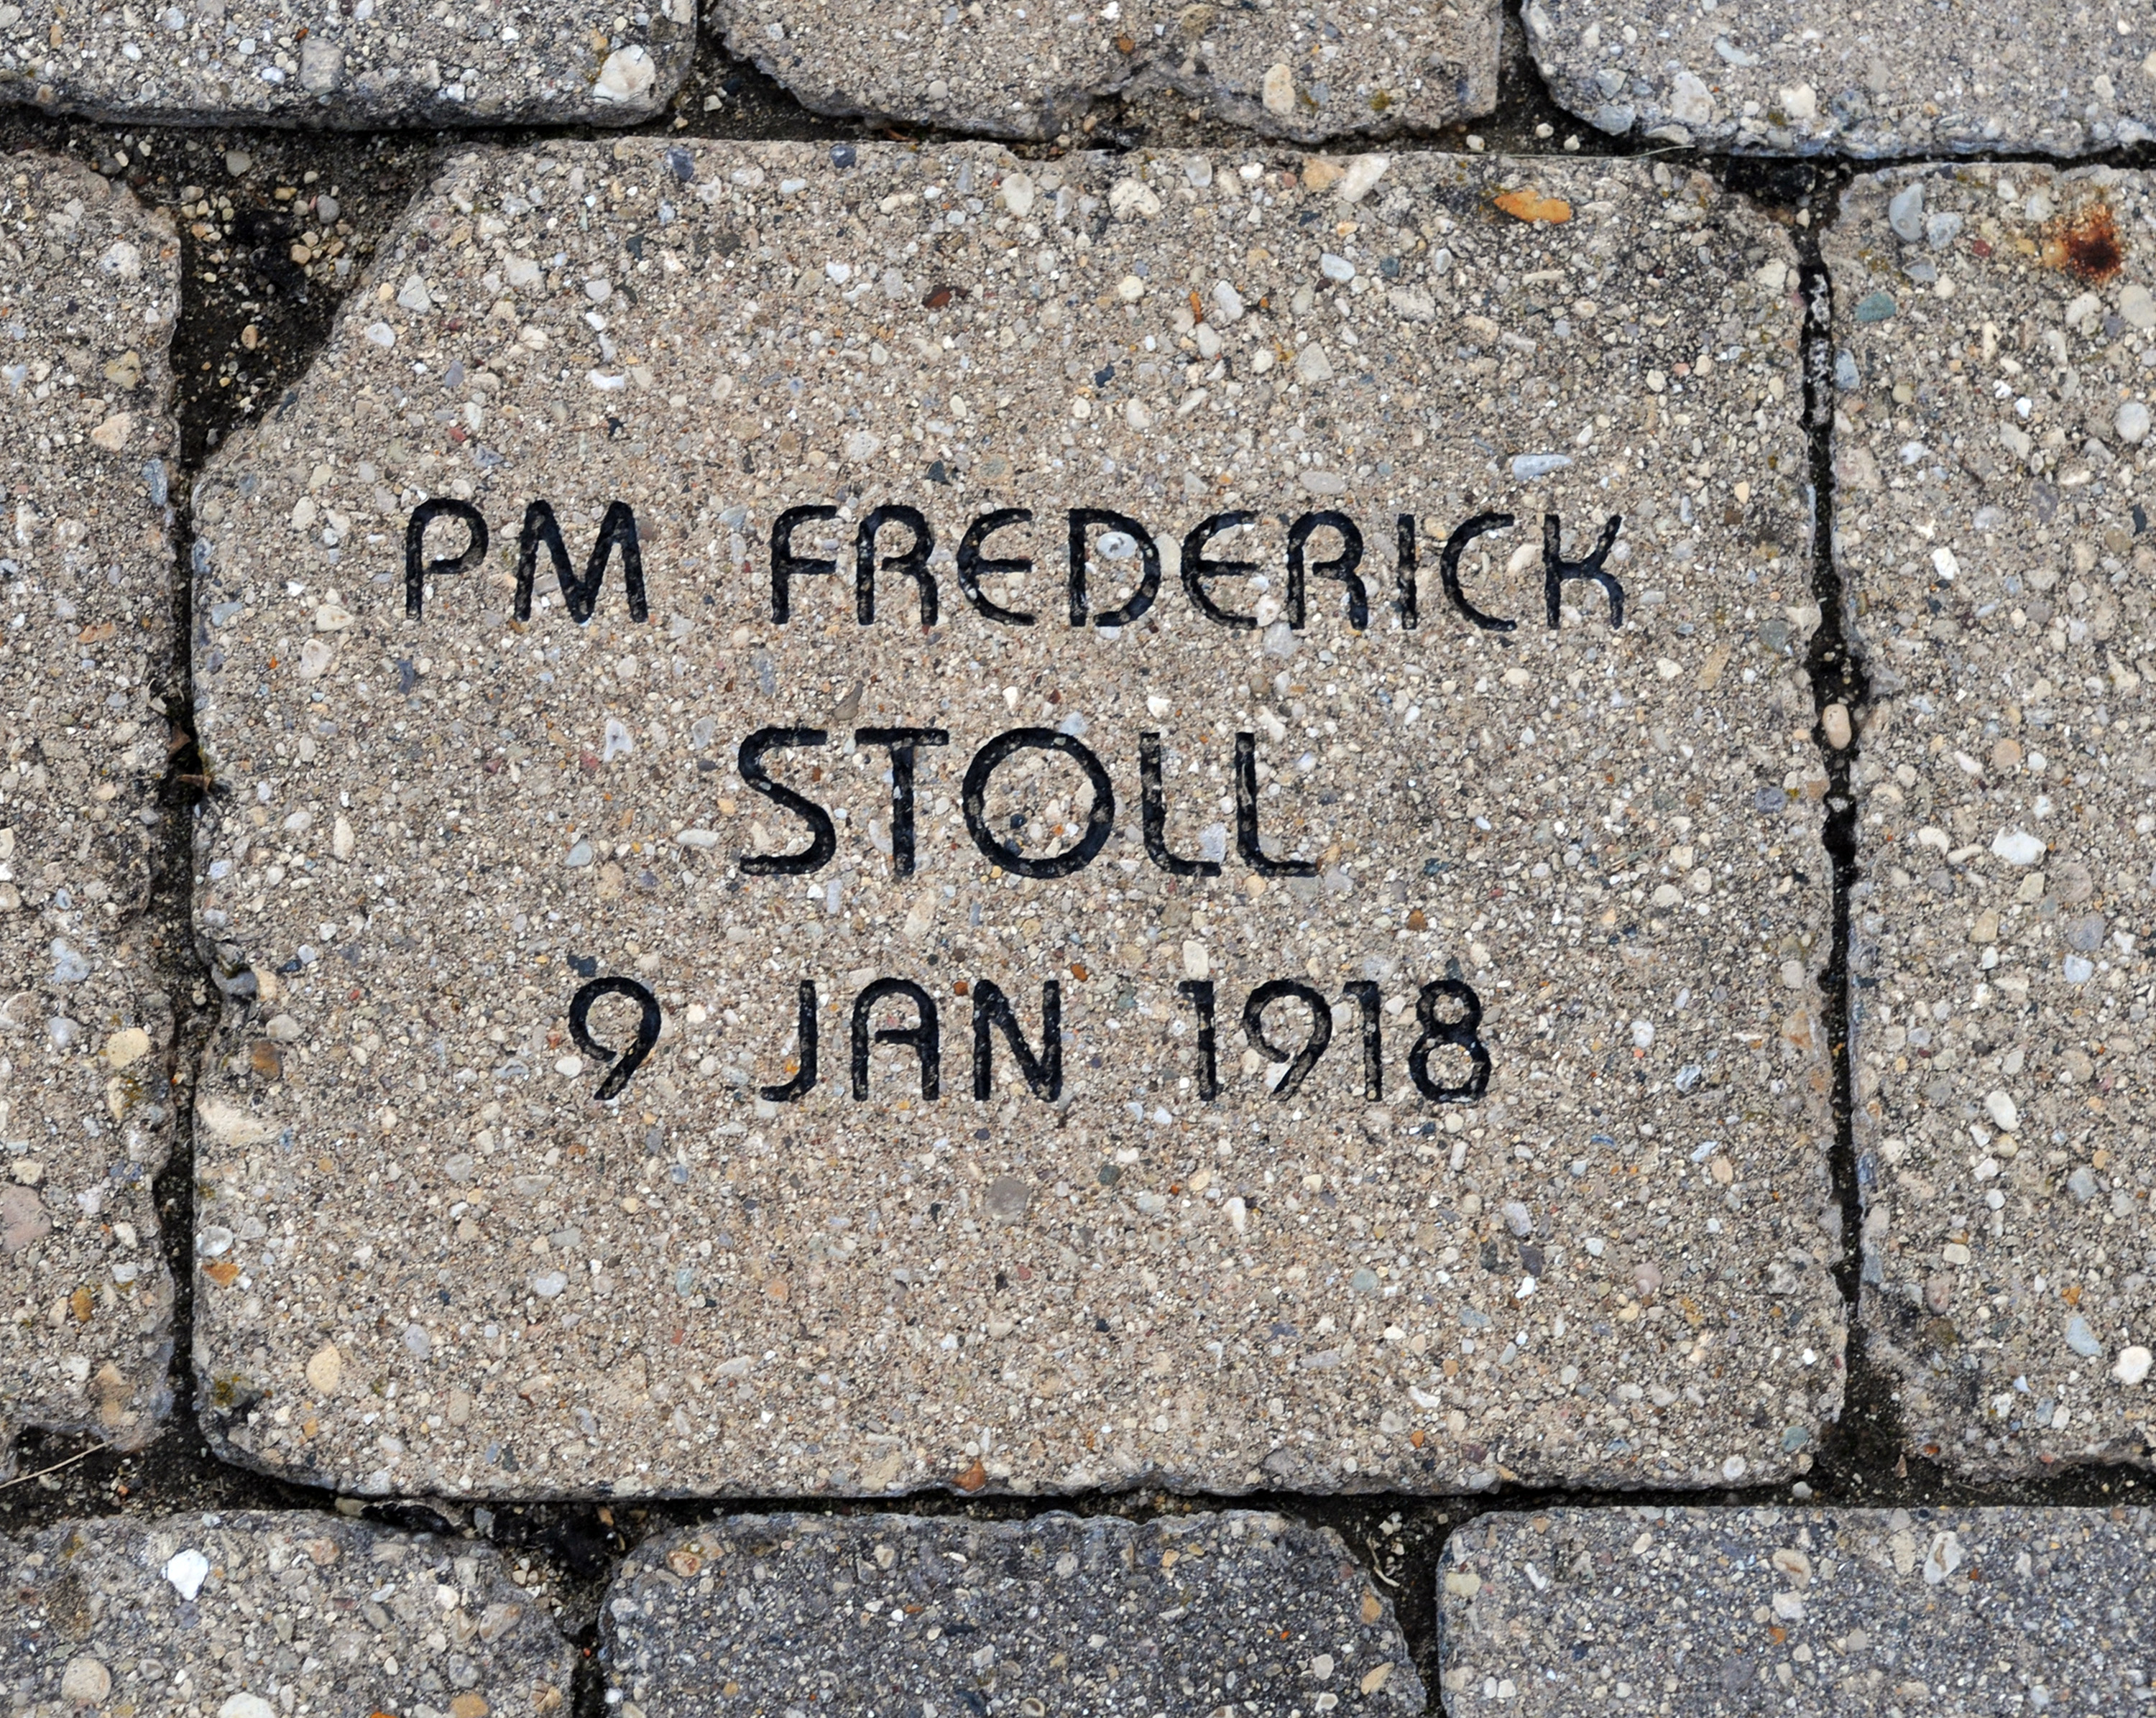 PM FREDERICK
STOLL
9 JAN 1918